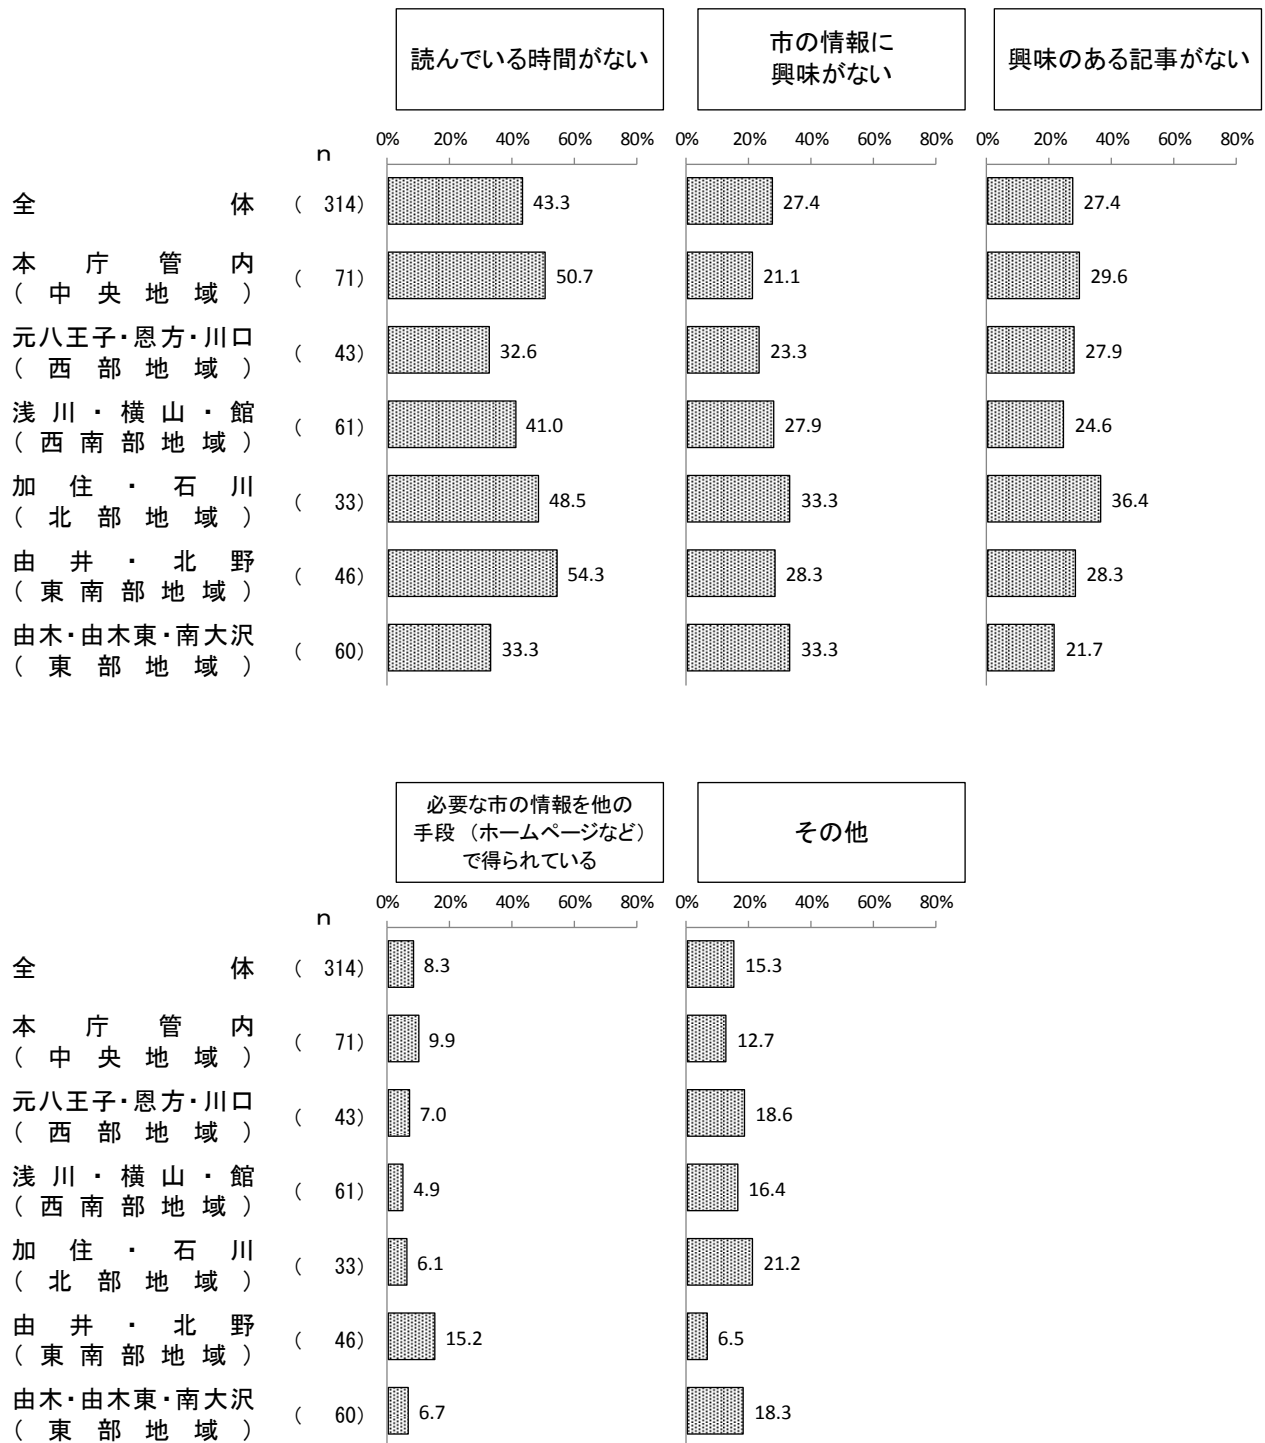 読んでいる時間がない
市の情報に
興味がない
興味のある記事がない
0% 20% 40% 60% 80% 0% 20% 40% 60% 80% 0% 20% 40% 60% 80%
n
全体 ( 314) 43.3 27.4 27.4
本庁管内
(中央地域) ( 71) 50.7 21.1 29.6
元八王子・恩方・川口
(西部地域) ( 43) 32.6 23.3 27.9
浅川・横山・館
(西南部地域) ( 61) 41.0 27.9 24.6
加住・石川
(北部地域) ( 33) 48.5 33.3 36.4
由井・北野
(東南部地域) ( 46) 54.3 28.3 28.3
由木・由木東・南大沢
(東部地域) ( 60) 33.3 33.3 21.7
必要な市の情報を他の
手段(ホームページなど)
で得られている
その他
0% 20% 40% 60% 80% 0% 20% 40% 60% 80%
n
全体 ( 314) 8.3 15.3
本庁管内
(中央地域) ( 71) 9.9 12.7
元八王子・恩方・川口
(西部地域) ( 43) 7.0 18.6
浅川・横山・館
(西南部地域) ( 61) 4.9 16.4
加住・石川
(北部地域) ( 33) 6.1 21.2
由井・北野
(東南部地域) ( 46) 15.2 6.5
由木・由木東・南大沢
(東部地域) ( 60) 6.7 18.3